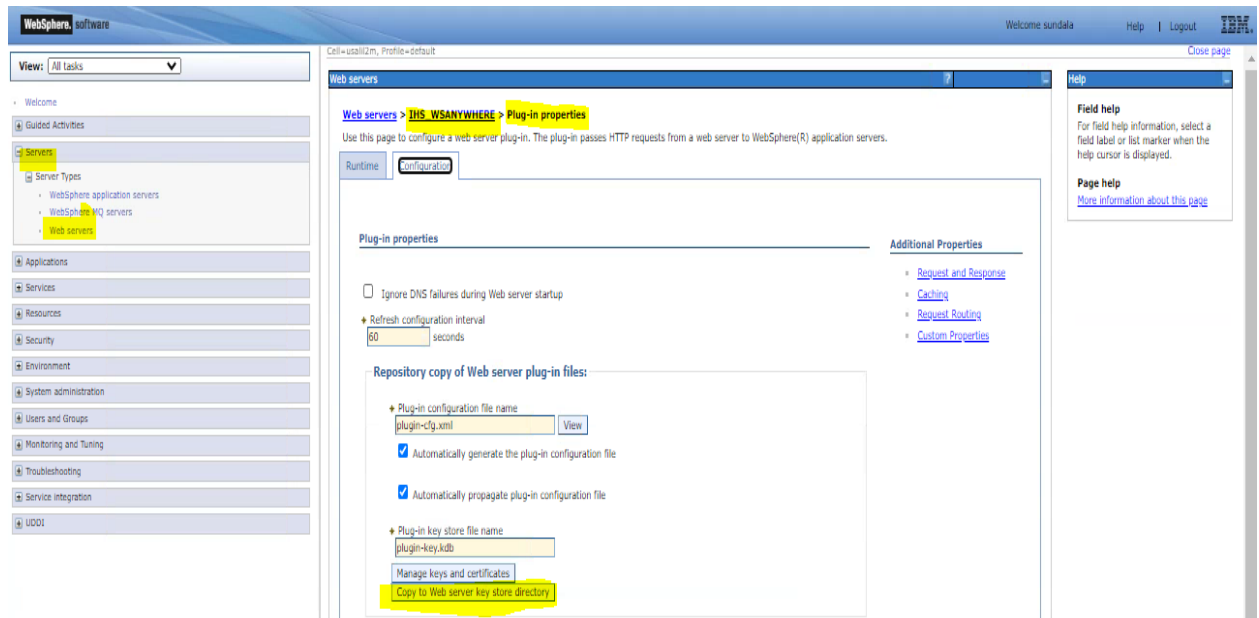 WebSphere. software
Welcome sundala
Help | Logout
IBM.
View: All tasks
Welcome
Guided Activities
Servers
Server Types
WebSphere application servers
WebSphere MQ servers
Web servers
Applications
Services
Resources
Security
Environment
System administration
Users and Groups
Monitoring and Tuning
Troubleshooting
Service integration
UDDI
Cell=usalil2m, Profile=default
Close page
Web servers
?
Web servers > IHS_WSANYWHERE > Plug-in properties
Use this page to configure a web server plug-in. The plug-in passes HTTP requests from a web server to WebSphere(R) application servers.
Runtime
Configuration
Plug-in properties
Ignore DNS failures during Web server startup
Refresh configuration interval
60 seconds
Repository copy of Web server plug-in files:
Plug-in configuration file name
plugin-cfg.xml View
Automatically generate the plug-in configuration file
Automatically propagate plug-in configuration file
Plug-in key store file name
plugin-key.kdb
Manage keys and certificates
Copy to Web server key store directory
Additional Properties
Request and Response
Caching
Request Routing
Custom Properties
Help
Field help
For field help information, select a
field label or list marker when the
help cursor is displayed.
Page help
More information about this page